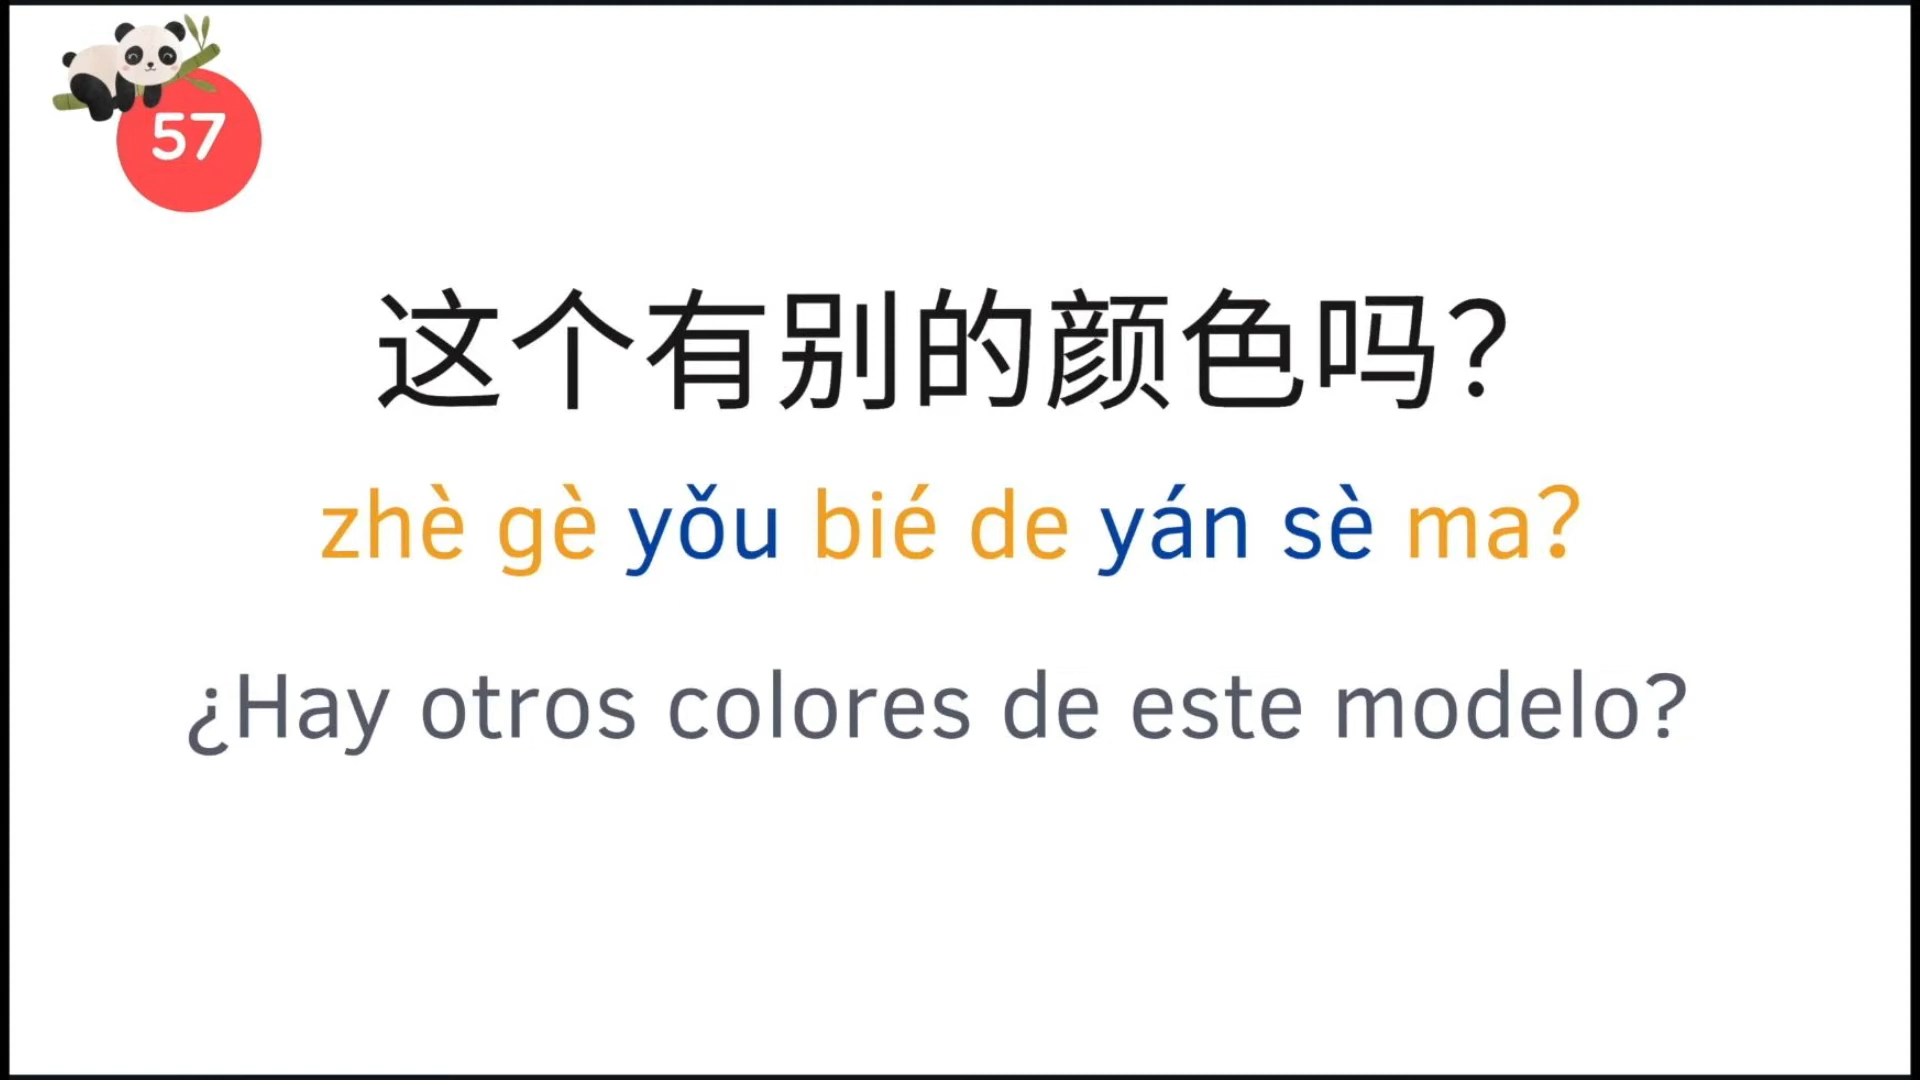 57
这个有别的颜色吗？
zhè gè yǒu bié de yán sè ma?
¿Hay otros colores de este modelo?